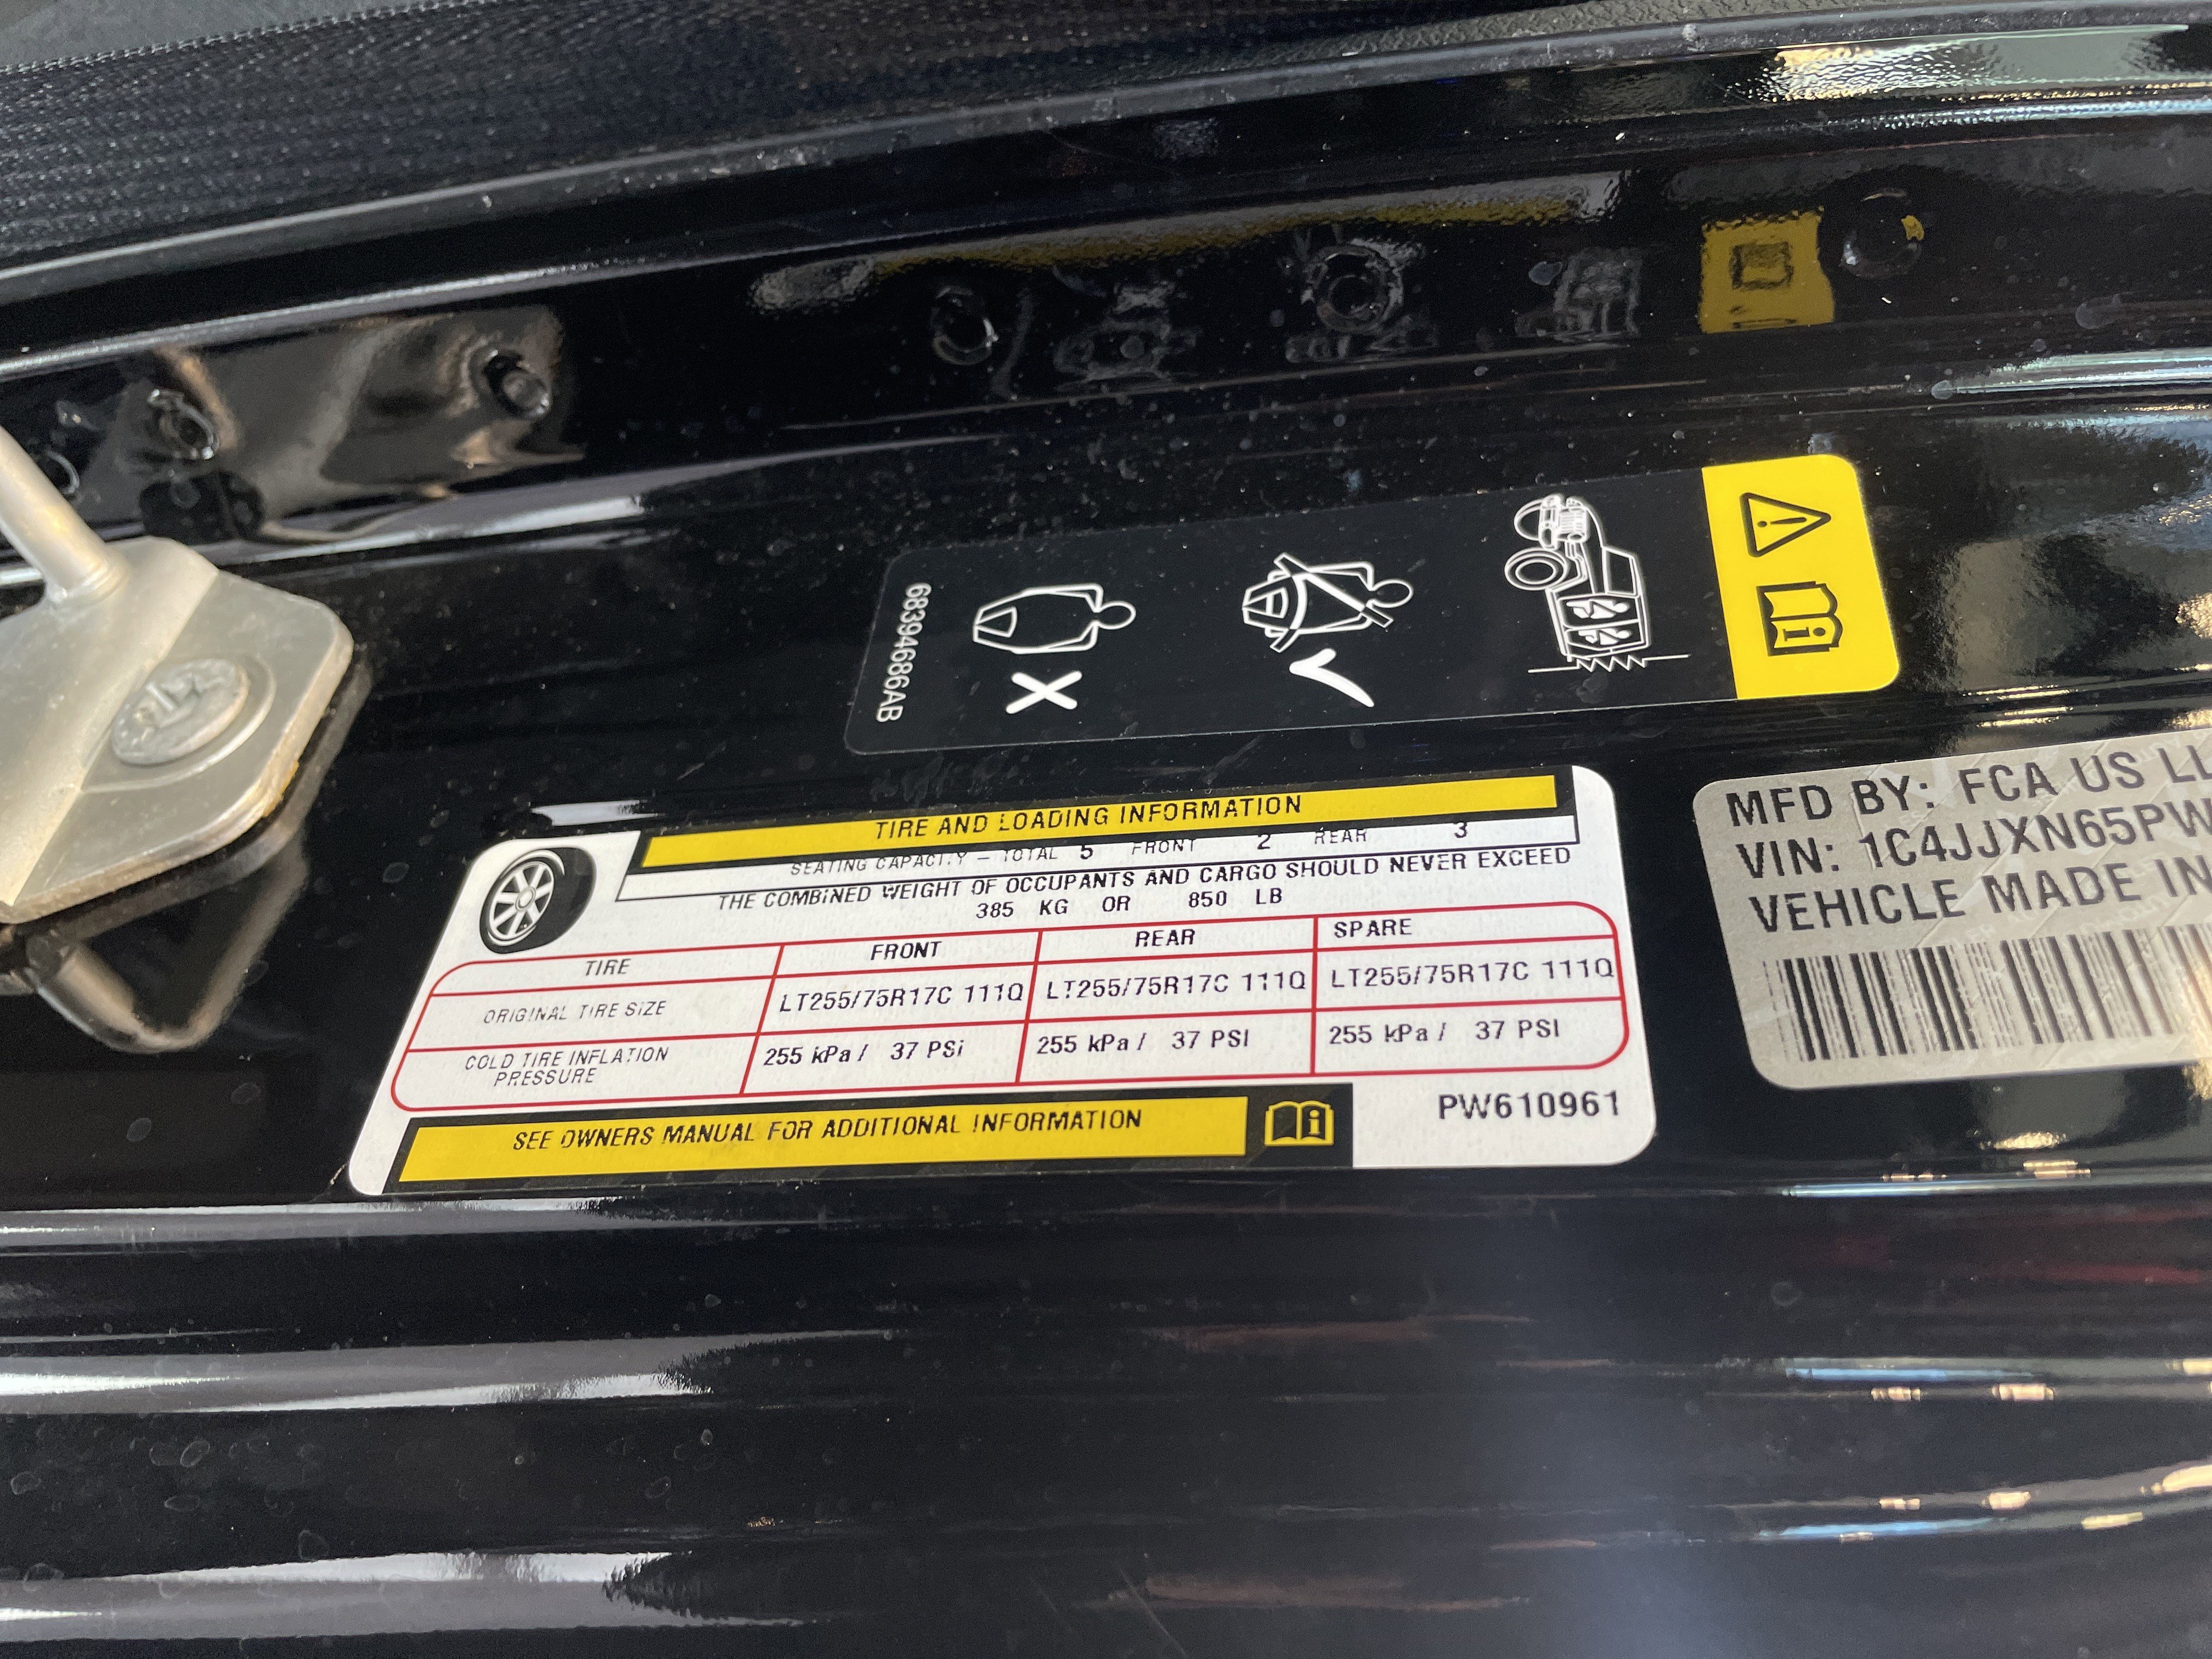 68394686AB
TIRE AND LOADING INFORMATION
SEATING CAPACITY – TOTAL 5 FRONT 2 REAR 3
THE COMBINED WEIGHT OF OCCUPANTS AND CARGO SHOULD NEVER EXCEED
385 KG OR 850 LB
TIRE FRONT REAR SPARE
ORIGINAL TIRE SIZE LT255/75R17C 111Q LT255/75R17C 111Q LT255/75R17C 111Q
COLD TIRE INFLATION PRESSURE 255 kPa / 37 PSI 255 kPa / 37 PSI 255 kPa / 37 PSI
SEE OWNERS MANUAL FOR ADDITIONAL INFORMATION
PW610961
MFD BY: FCA US LL
VIN: 1C4JJXN65PW
VEHICLE MADE IN